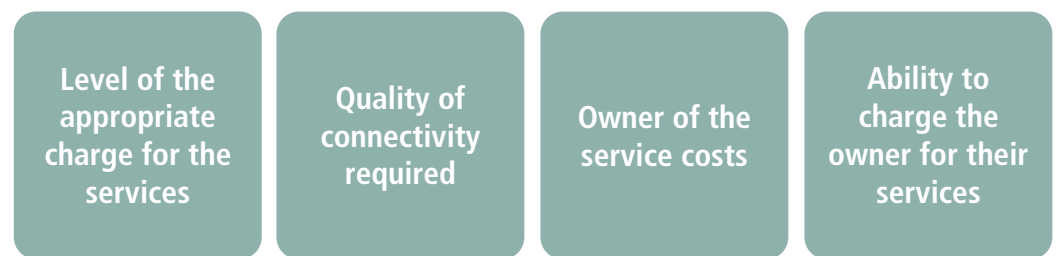 Level of the
appropriate
charge for the
services
Quality of
connectivity
required
Owner of the
service costs
Ability to
charge the
owner for their
services